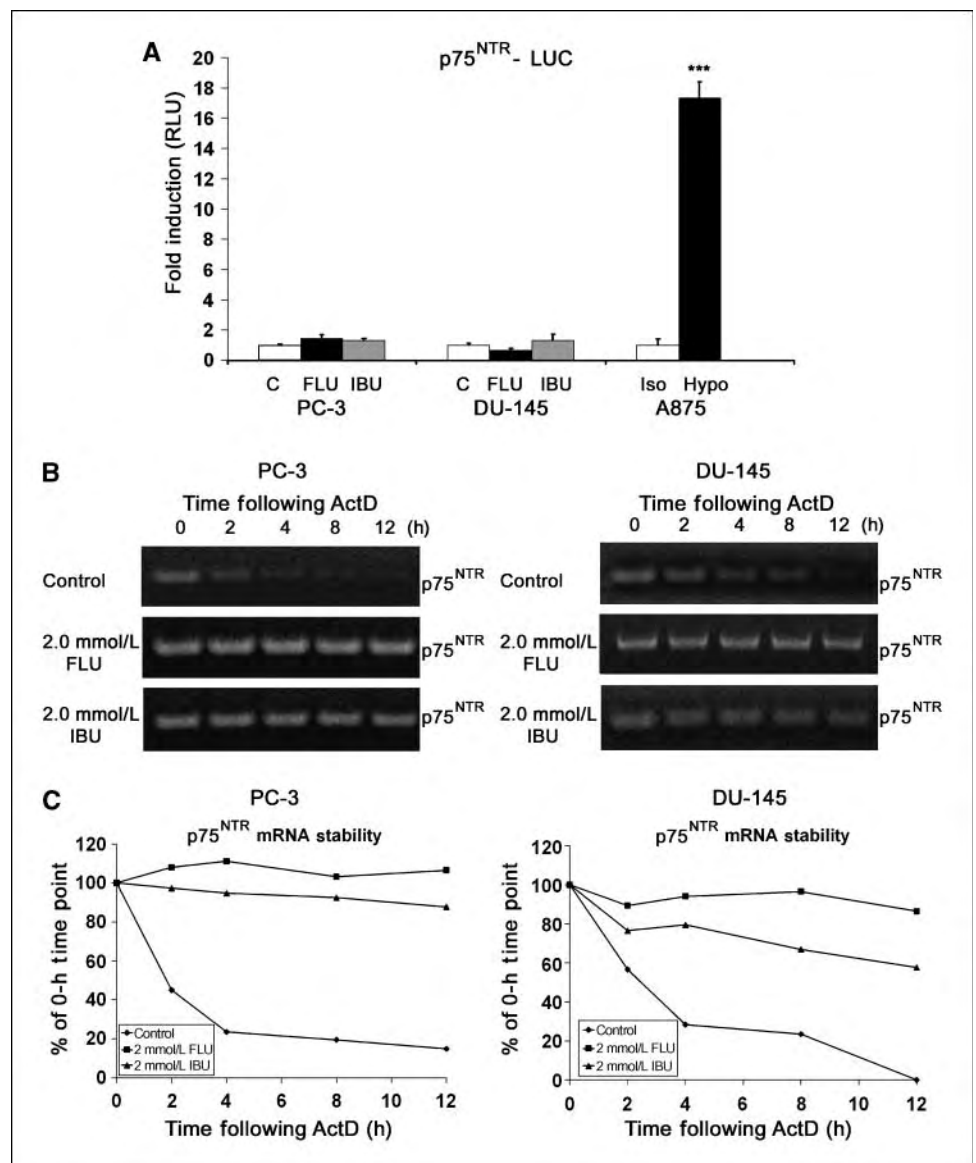 A
p75NTR - LUC
Fold induction (RLU)
20
18
16
14
12
10
8
6
4
2
0
***
C FLU IBU C FLU IBU Iso Hypo
PC-3 DU-145 A875
B
PC-3
Time following ActD
0 2 4 8 12 (h)
Control p75NTR
2.0 mmol/L
FLU
p75NTR
2.0 mmol/L
IBU
p75NTR
DU-145
Time following ActD
0 2 4 8 12 (h)
Control p75NTR
2.0 mmol/L
FLU
p75NTR
2.0 mmol/L
IBU
p75NTR
C
PC-3
p75NTR mRNA stability
% of 0-h time point
120
100
80
60
40
20
0
Control
2 mmol/L FLU
2 mmol/L IBU
0 2 4 6 8 10 12
Time following ActD (h)
DU-145
p75NTR mRNA stability
% of 0-h time point
120
100
80
60
40
20
0
Control
2 mmol/L FLU
2 mmol/L IBU
0 2 4 6 8 10 12
Time following ActD (h)